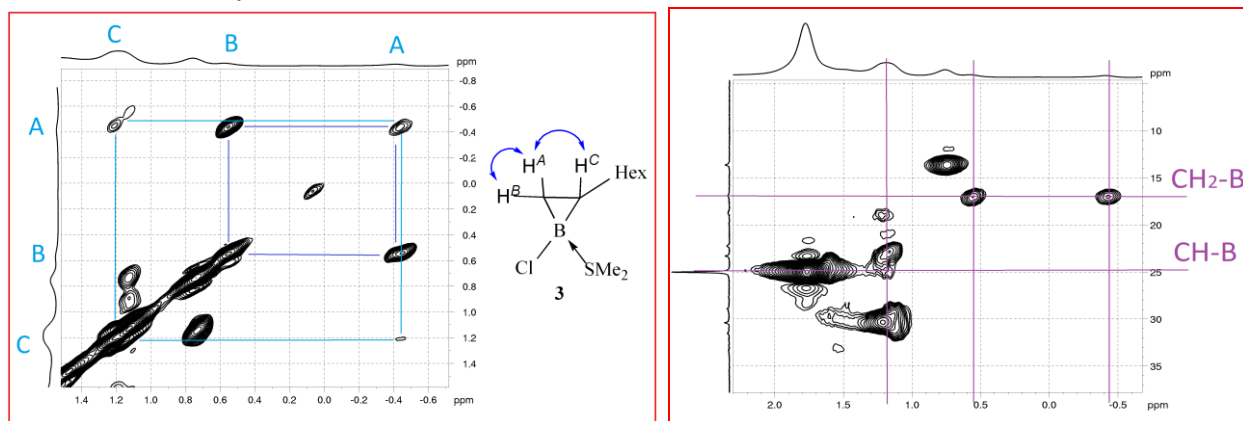 C
B
A
ppm
-0.8
-0.6
-0.4
-0.2
0.0
0.2
0.4
0.6
0.8
1.0
1.2
1.4
A
B
C
1.4 1.2 1.0 0.8 0.6 0.4 0.2 0.0 -0.2 -0.4 -0.6 ppm
H^A H^C
H^B
Hex
B
Cl
SMe₂
3
ppm
10
15
20
25
30
35
CH₂-B
CH-B
2.0 1.5 1.0 0.5 0.0 -0.5 ppm